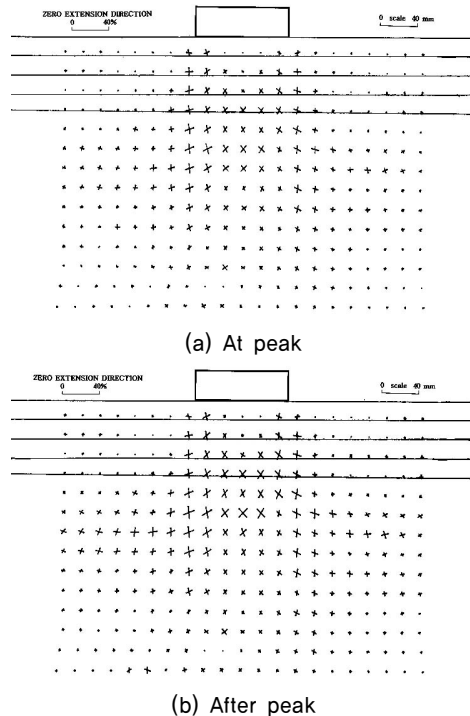 ZERO EXTENSION DIRECTION
0 40%
0 scale 40 mm
(a) At peak
ZERO EXTENSION DIRECTION
0 40%
0 scale 40 mm
(b) After peak